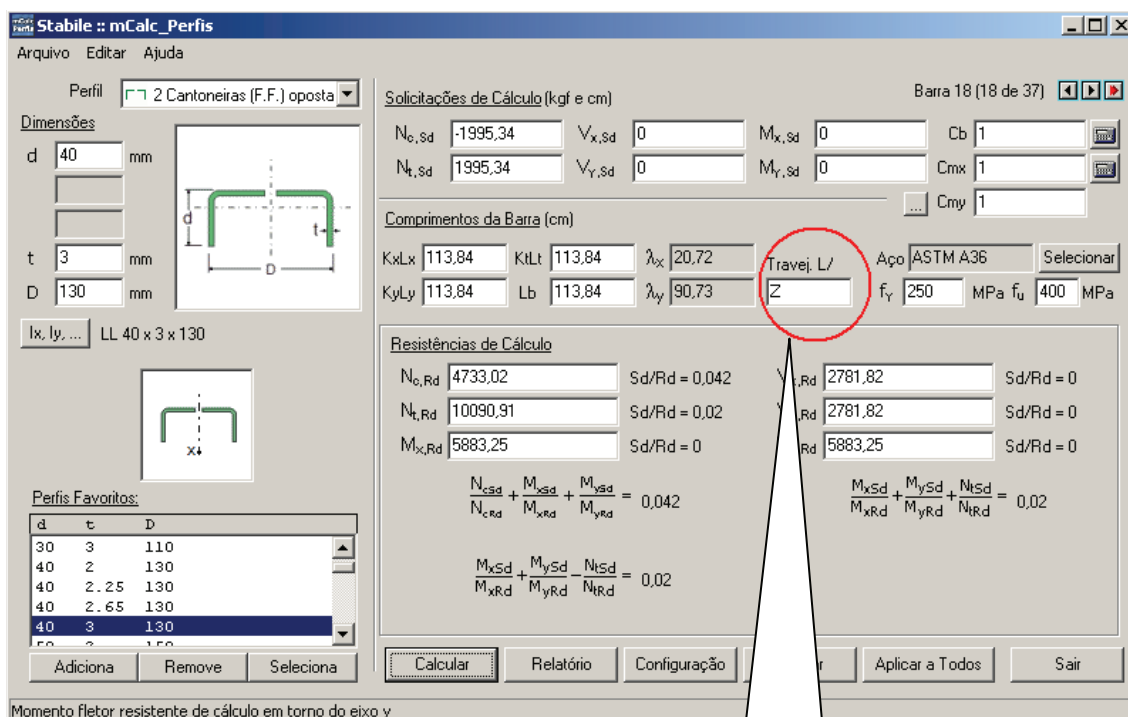 Stabile :: mCalc_Perfis
Arquivo Editar Ajuda
Perfil 2 Cantoneiras (F.F.) oposta
Dimensões
d 40 mm
t 3 mm
D 130 mm
d
t
D
Ix, Iy, ... LL 40 x 3 x 130
x
Perfis Favoritos:
d t D
30 3 110
40 2 130
40 2.25 130
40 2.65 130
40 3 130
Adiciona Remove Seleciona
Solicitações de Cálculo (kgf e cm) Barra 18 (18 de 37)
Nc,Sd -1995,34 Vx,Sd 0 Mx,Sd 0 Cb 1
Nt,Sd 1995,34 VY,Sd 0 MY,Sd 0 Cmx 1
... Cmy 1
Comprimentos da Barra (cm)
KxLx 113,84 KtLt 113,84 λx 20,72 Travej. L/ Aço ASTM A36 Selecionar
KyLy 113,84 Lb 113,84 λy 90,73 Z fY 250 MPa fu 400 MPa
Resistências de Cálculo
Nc,Rd 4733,02 Sd/Rd = 0,042 x,Rd 2781,82 Sd/Rd = 0
Nt,Rd 10090,91 Sd/Rd = 0,02 ,Rd 2781,82 Sd/Rd = 0
Mx,Rd 5883,25 Sd/Rd = 0 Rd 5883,25 Sd/Rd = 0
NcSd/NcRd + MxSd/MxRd + MySd/MyRd = 0,042
MxSd/MxRd + MySd/MyRd + NtSd/NtRd = 0,02
MxSd/MxRd + MySd/MyRd - NtSd/NtRd = 0,02
Calcular Relatório Configuração r Aplicar a Todos Sair
Momento fletor resistente de cálculo em torno do eixo y